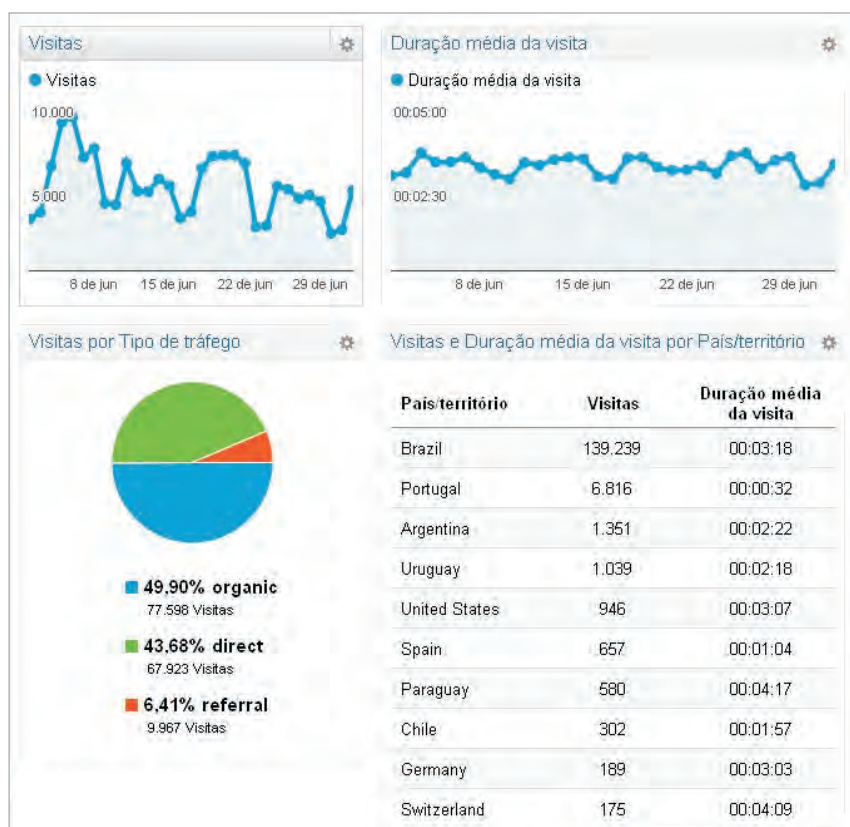 Visitas
Visitas
10.000
5.000
8 de jun 15 de jun 22 de jun 29 de jun
Duração média da visita
Duração média da visita
00:05:00
00:02:30
8 de jun 15 de jun 22 de jun 29 de jun
Visitas por Tipo de tráfego
49,90% organic
77.598 Visitas
43,68% direct
67.923 Visitas
6,41% referral
9.967 Visitas
Visitas e Duração média da visita por País/território
País/território Visitas Duração média
da visita
Brazil 139.239 00:03:18
Portugal 6.816 00:00:32
Argentina 1.351 00:02:22
Uruguay 1.039 00:02:18
United States 946 00:03:07
Spain 657 00:01:04
Paraguay 580 00:04:17
Chile 302 00:01:57
Germany 189 00:03:03
Switzerland 175 00:04:09